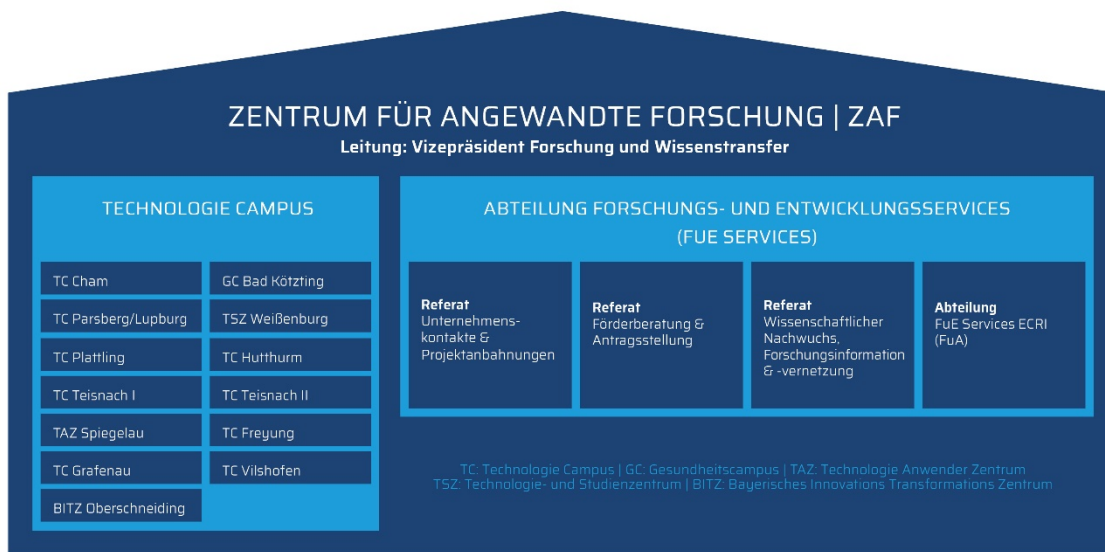 ZENTRUM FÜR ANGEWANDTE FORSCHUNG | ZAF
Leitung: Vizepräsident Forschung und Wissenstransfer
TECHNOLOGIE CAMPUS
TC Cham
GC Bad Kötzting
TC Parsberg/Lupburg
TSZ Weißenburg
TC Plattling
TC Hutthurm
TC Teisnach I
TC Teisnach II
TAZ Spiegelau
TC Freyung
TC Grafenau
TC Vilshofen
BITZ Oberschneiding
ABTEILUNG FORSCHUNGS- UND ENTWICKLUNGSSERVICES
(FUE SERVICES)
Referat
Unternehmens-
kontakte &
Projektanbahnungen
Referat
Förderberatung &
Antragsstellung
Referat
Wissenschaftlicher
Nachwuchs,
Forschungsinformation
& -vernetzung
Abteilung
FuE Services ECRI
(FuA)
TC: Technologie Campus | GC: Gesundheitscampus | TAZ: Technologie Anwender Zentrum
TSZ: Technologie- und Studienzentrum | BITZ: Bayerisches Innovations Transformations Zentrum